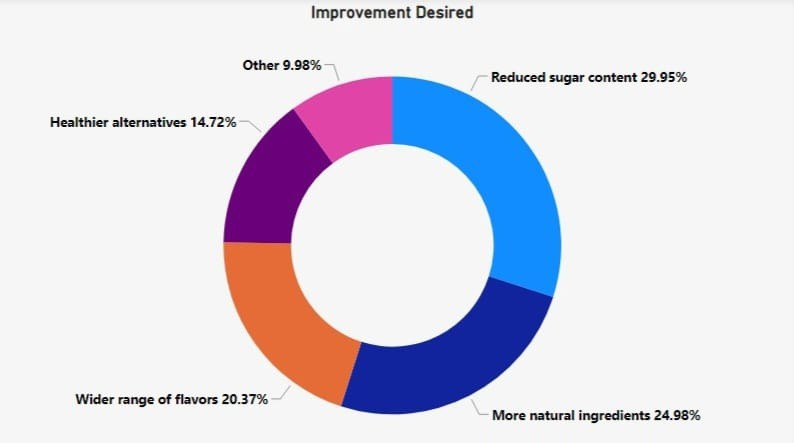 Improvement Desired
Other 9.98%
Reduced sugar content 29.95%
Healthier alternatives 14.72%
Wider range of flavors 20.37%
More natural ingredients 24.98%